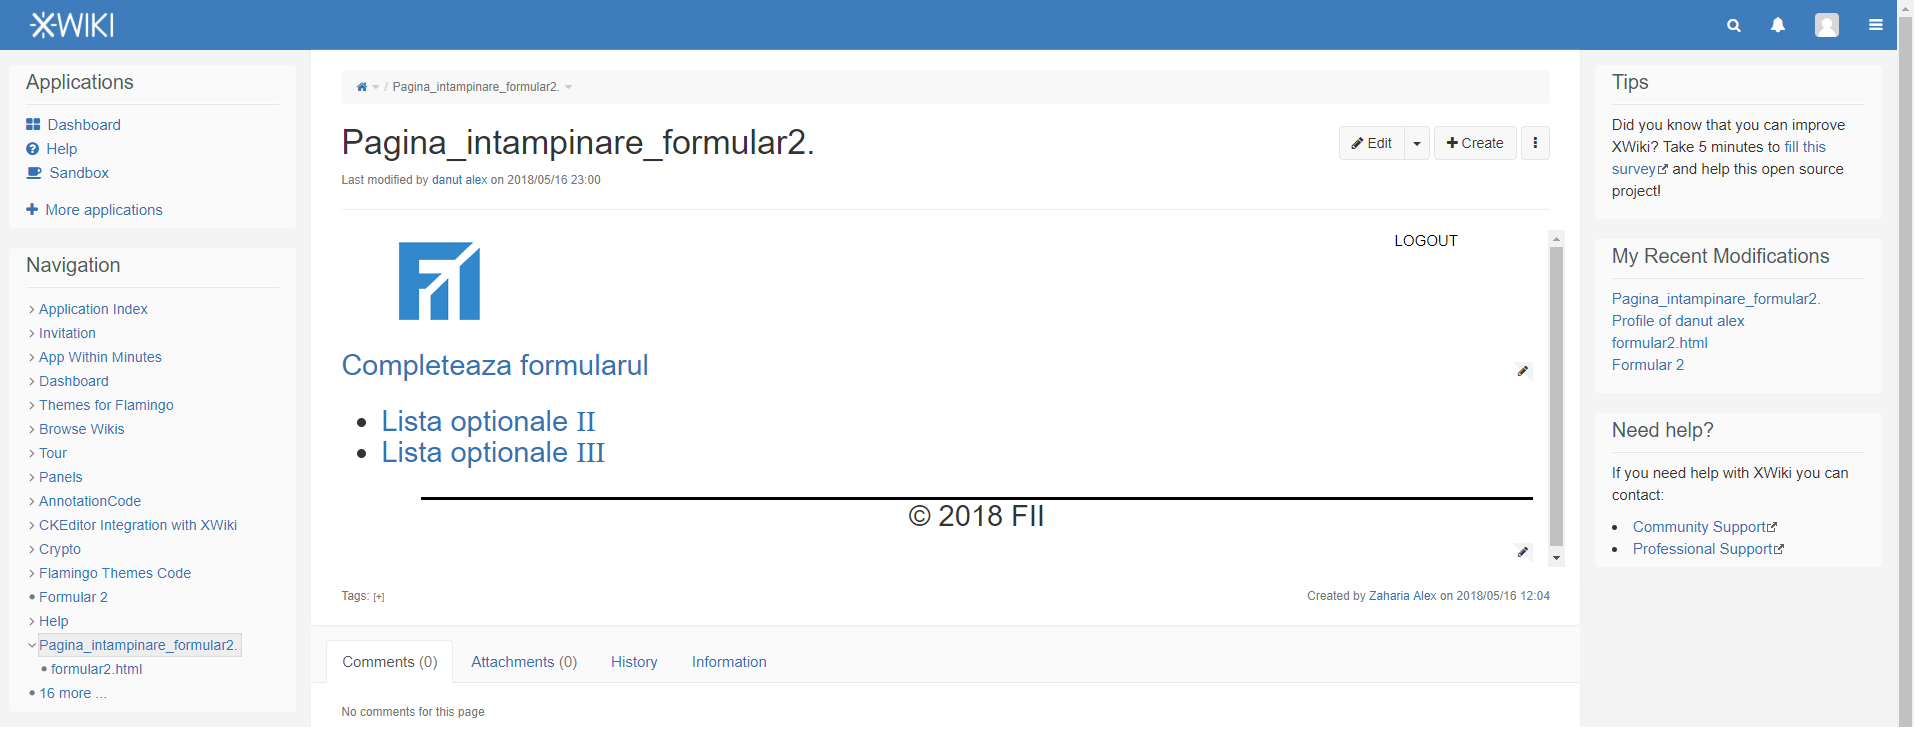 XWIKI
Applications
Dashboard
Help
Sandbox
More applications
Navigation
Application Index
Invitation
App Within Minutes
Dashboard
Themes for Flamingo
Browse Wikis
Tour
Panels
AnnotationCode
CKEditor Integration with XWiki
Crypto
Flamingo Themes Code
Formular 2
Help
Pagina_intampinare_formular2.
formular2.html
16 more ...
/ Pagina_intampinare_formular2.
Pagina_intampinare_formular2.
Edit
Create
Last modified by danut alex on 2018/05/16 23:00
LOGOUT
Completeaza formularul
Lista optionale II
Lista optionale III
© 2018 FII
Tags: [+]
Created by Zaharia Alex on 2018/05/16 12:04
Comments (0) Attachments (0) History Information
No comments for this page
Tips
Did you know that you can improve
XWiki? Take 5 minutes to fill this
survey and help this open source
project!
My Recent Modifications
Pagina_intampinare_formular2.
Profile of danut alex
formular2.html
Formular 2
Need help?
If you need help with XWiki you can
contact:
Community Support
Professional Support